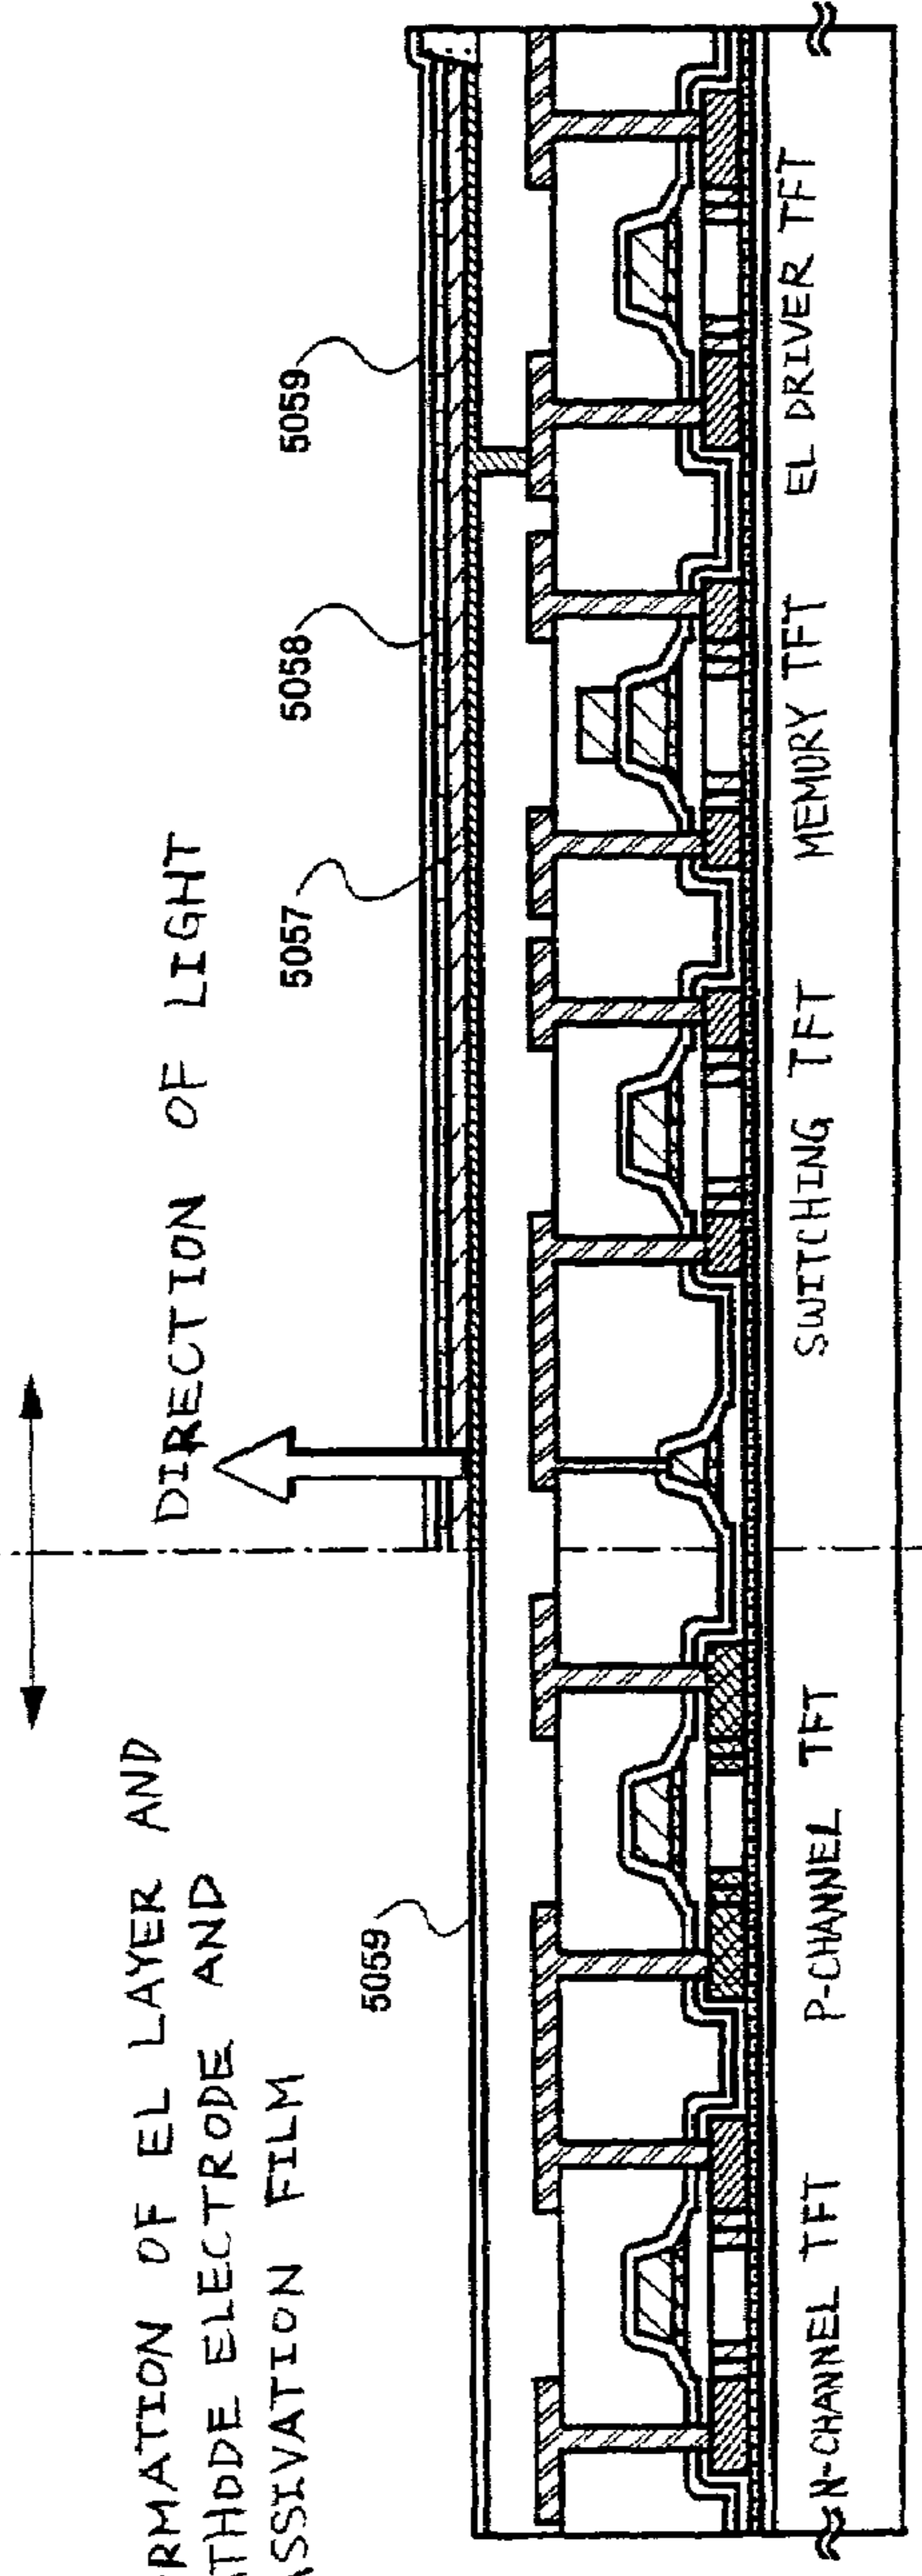 RMATION OF EL LAYER AND
THODE ELECTRODE AND
ASSIVATION FILM
DIRECTION OF LIGHT
5059
5057
5058
5059
N-CHANNEL TFT
P-CHANNEL TFT
SWITCHING TFT
MEMORY TFT
EL DRIVER TFT